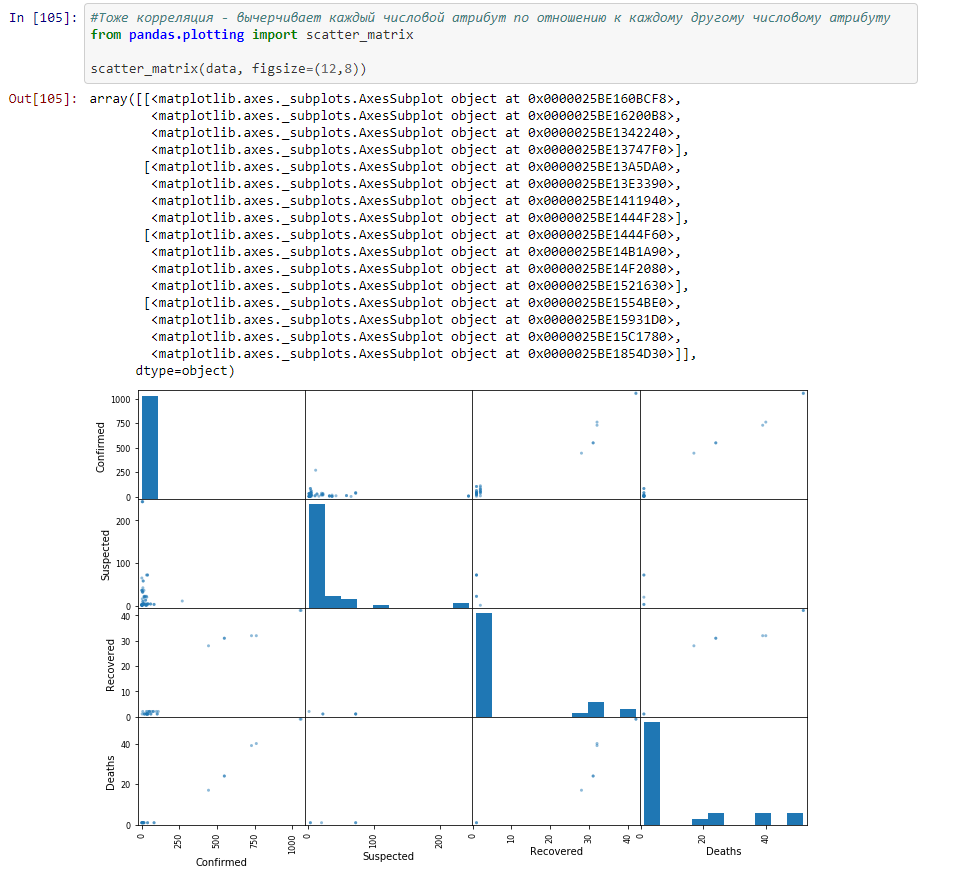 In [105]: #Тоже корреляция - вычерчивает каждый числовой атрибут по отношению к каждому другому числовому атрибуту
from pandas.plotting import scatter_matrix
scatter_matrix(data, figsize=(12,8))
Out[105]: array([[<matplotlib.axes._subplots.AxesSubplot object at 0x0000025BE160BCF8>,
<matplotlib.axes._subplots.AxesSubplot object at 0x0000025BE16200B8>,
<matplotlib.axes._subplots.AxesSubplot object at 0x0000025BE1342240>,
<matplotlib.axes._subplots.AxesSubplot object at 0x0000025BE13747F0>],
[<matplotlib.axes._subplots.AxesSubplot object at 0x0000025BE13A5DA0>,
<matplotlib.axes._subplots.AxesSubplot object at 0x0000025BE13E3390>,
<matplotlib.axes._subplots.AxesSubplot object at 0x0000025BE1411940>,
<matplotlib.axes._subplots.AxesSubplot object at 0x0000025BE1444F28>],
[<matplotlib.axes._subplots.AxesSubplot object at 0x0000025BE1444F60>,
<matplotlib.axes._subplots.AxesSubplot object at 0x0000025BE14B1A90>,
<matplotlib.axes._subplots.AxesSubplot object at 0x0000025BE14F2080>,
<matplotlib.axes._subplots.AxesSubplot object at 0x0000025BE1521630>],
[<matplotlib.axes._subplots.AxesSubplot object at 0x0000025BE1554BE0>,
<matplotlib.axes._subplots.AxesSubplot object at 0x0000025BE15931D0>,
<matplotlib.axes._subplots.AxesSubplot object at 0x0000025BE15C1780>,
<matplotlib.axes._subplots.AxesSubplot object at 0x0000025BE1854D30>]],
dtype=object)
Confirmed
1000
750
500
250
0
Suspected
200
100
0
Recovered
40
30
20
10
0
Deaths
40
20
0
0 250 500 750 1000
Confirmed
0 100 200
Suspected
0 10 20 30 40
Recovered
0 20 40
Deaths